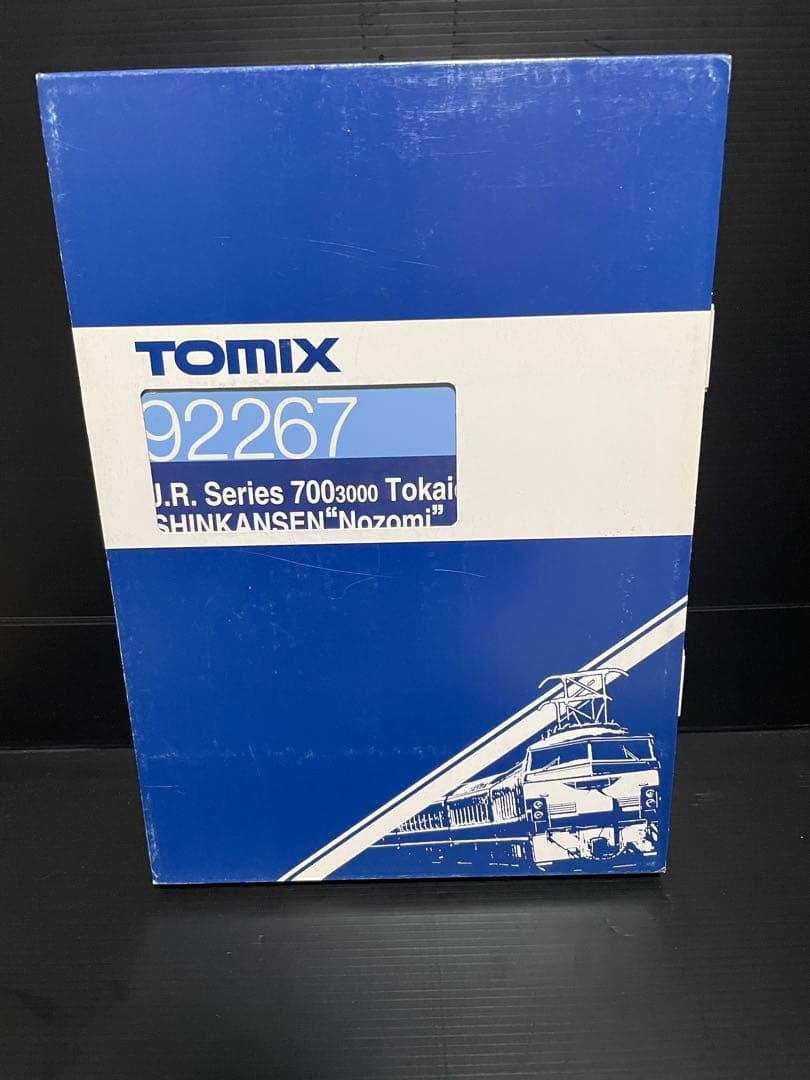 TOMIX
92267
J.R. Series 7003000 Tokai
SHINKANSEN“Nozomi”